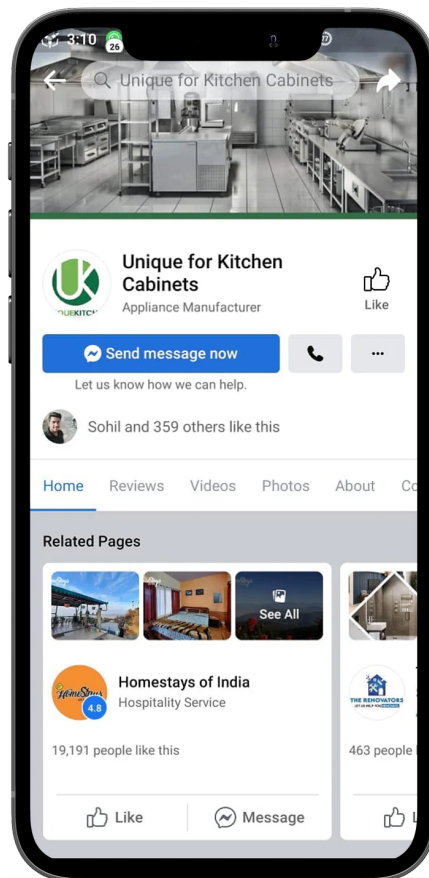 3:10
26
Unique for Kitchen Cabinets
UK
Unique for Kitchen
Cabinets
Appliance Manufacturer
Like
Send message now
Let us know how we can help.
Sohil and 359 others like this
Home Reviews Videos Photos About Co
Related Pages
See All
HomeStays
4.8
Homestays of India
Hospitality Service
19,191 people like this
Like
Message
THE RENOVATORS
463 people